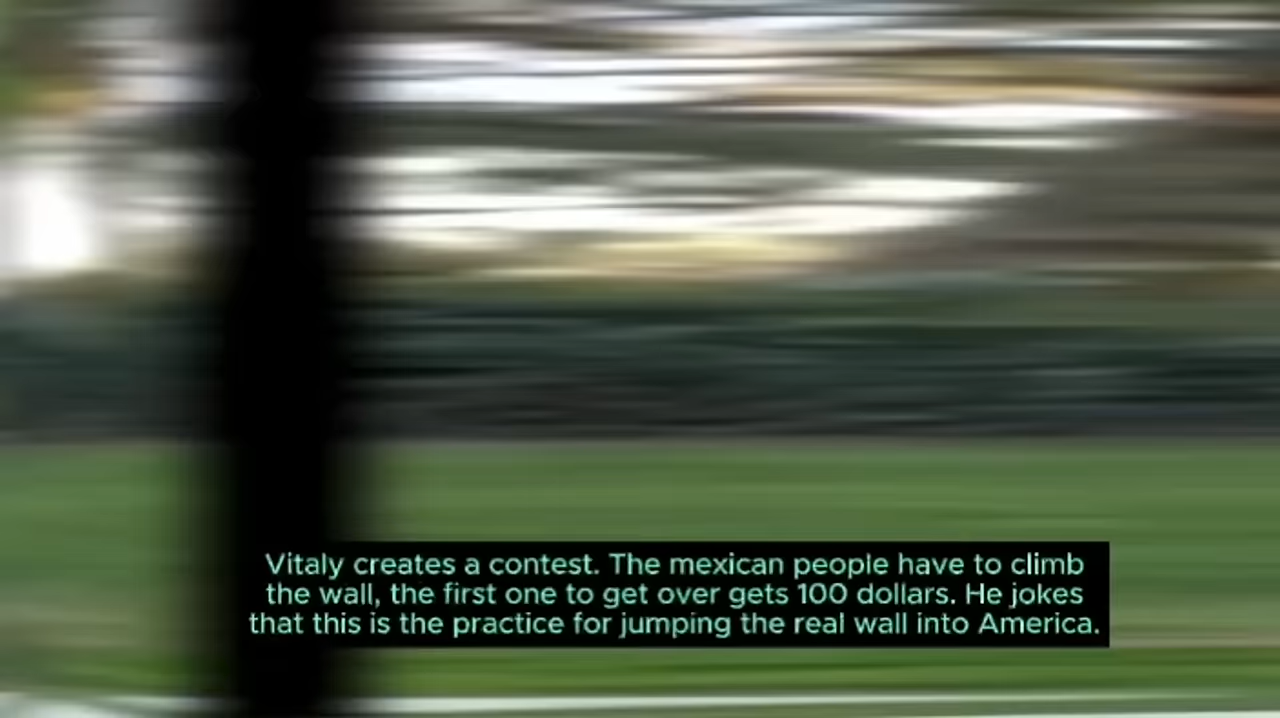 Vitaly creates a contest. The mexican people have to climb
the wall, the first one to get over gets 100 dollars. He jokes
that this is the practice for jumping the real wall into America.